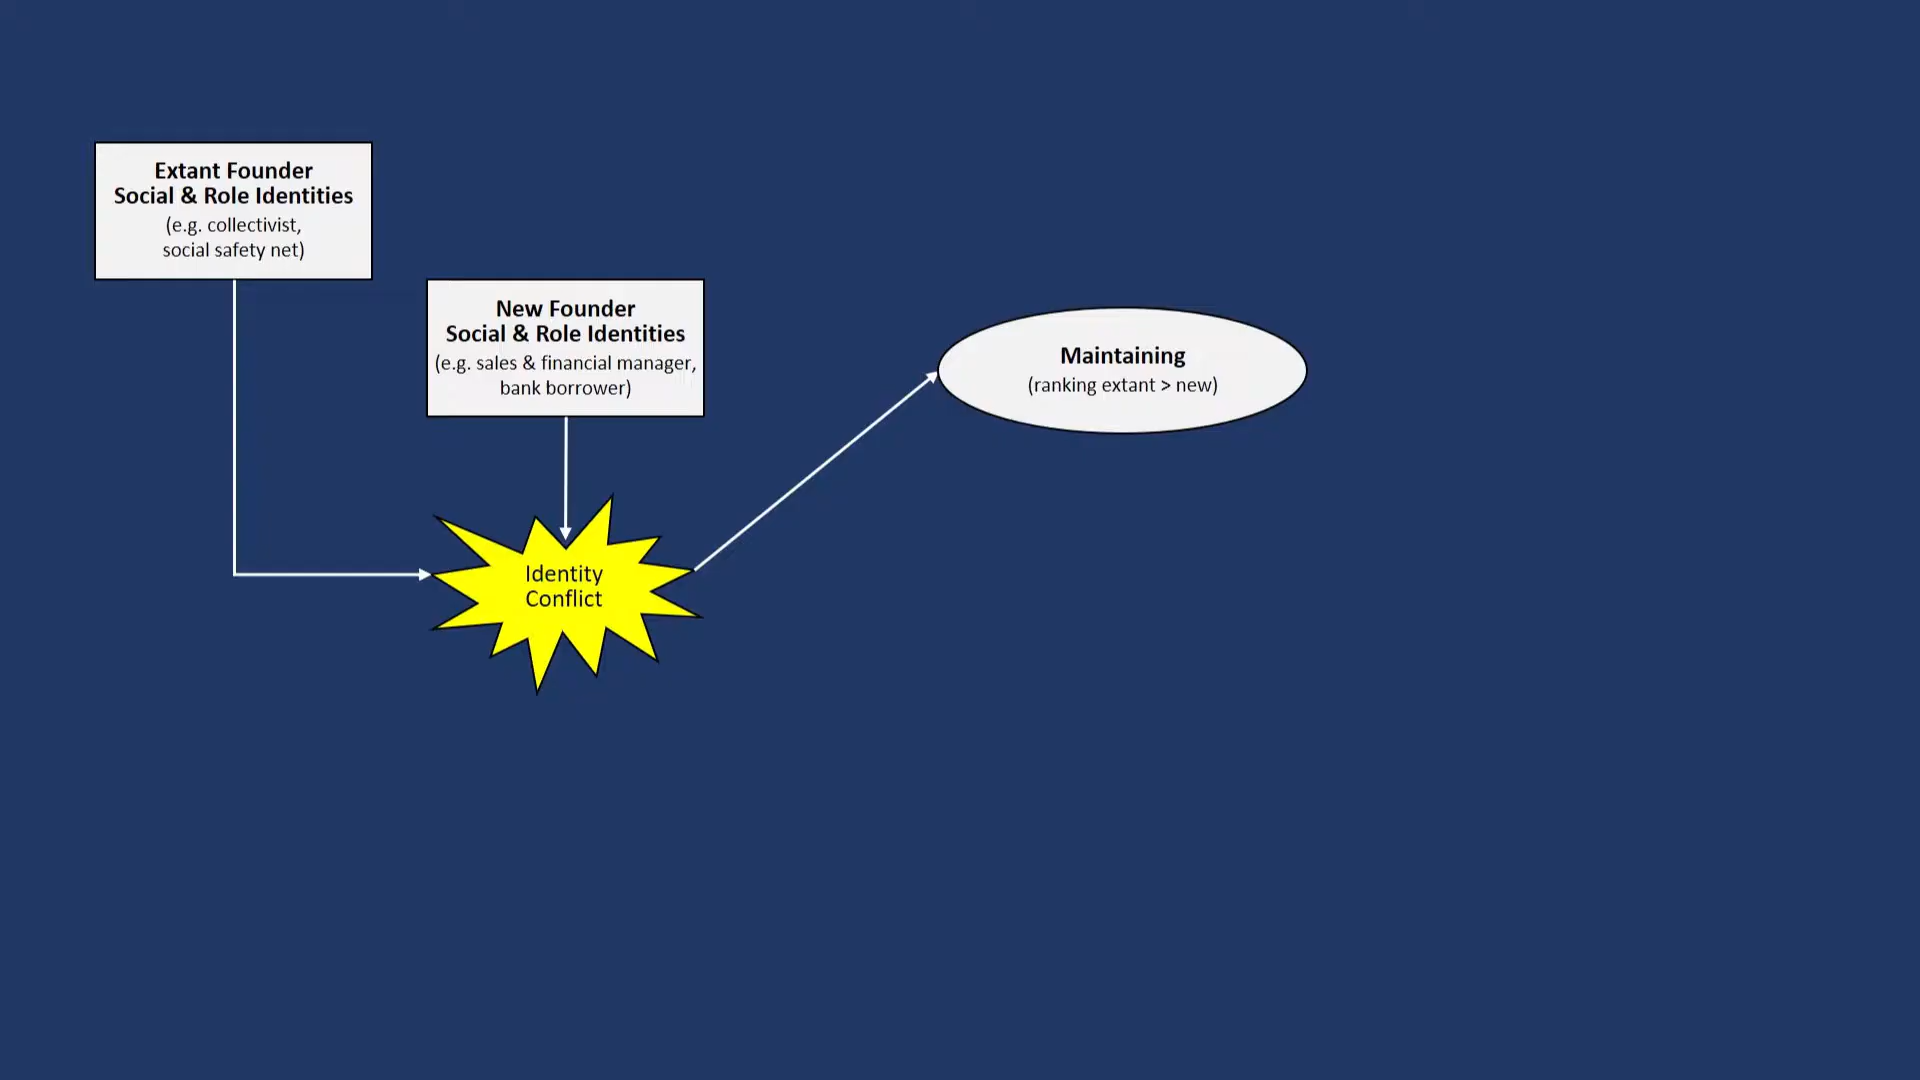 Extant Founder
Social & Role Identities
(e.g. collectivist,
social safety net)
New Founder
Social & Role Identities
(e.g. sales & financial manager,
bank borrower)
Maintaining
(ranking extant > new)
Identity
Conflict